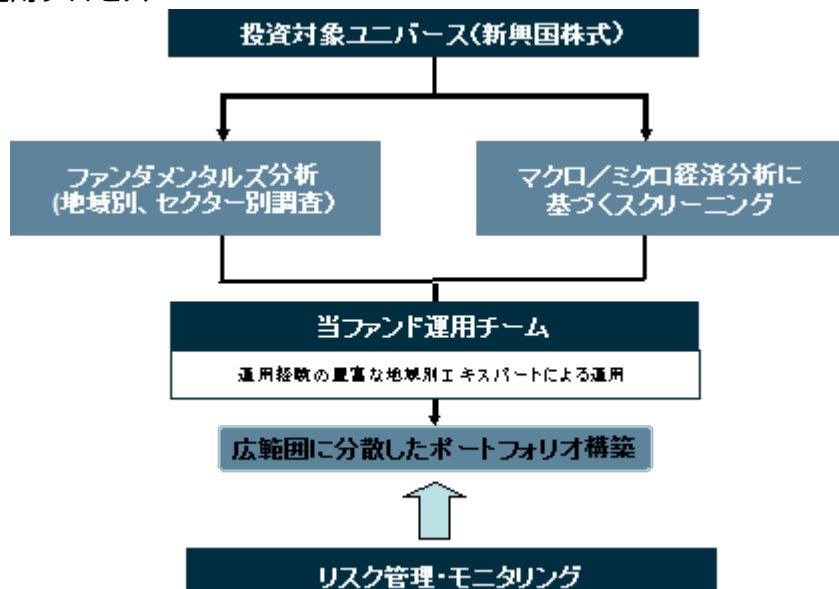 投資対象ユニバース(新興国株式)
ファンダメンタルズ分析
(地域別、セクター別調査)
マクロ／ミクロ経済分析に
基づくスクリーニング
当ファンド運用チーム
運用経験の豊富な地域別エキスパートによる運用
広範囲に分散したポートフォリオ構築
リスク管理・モニタリング